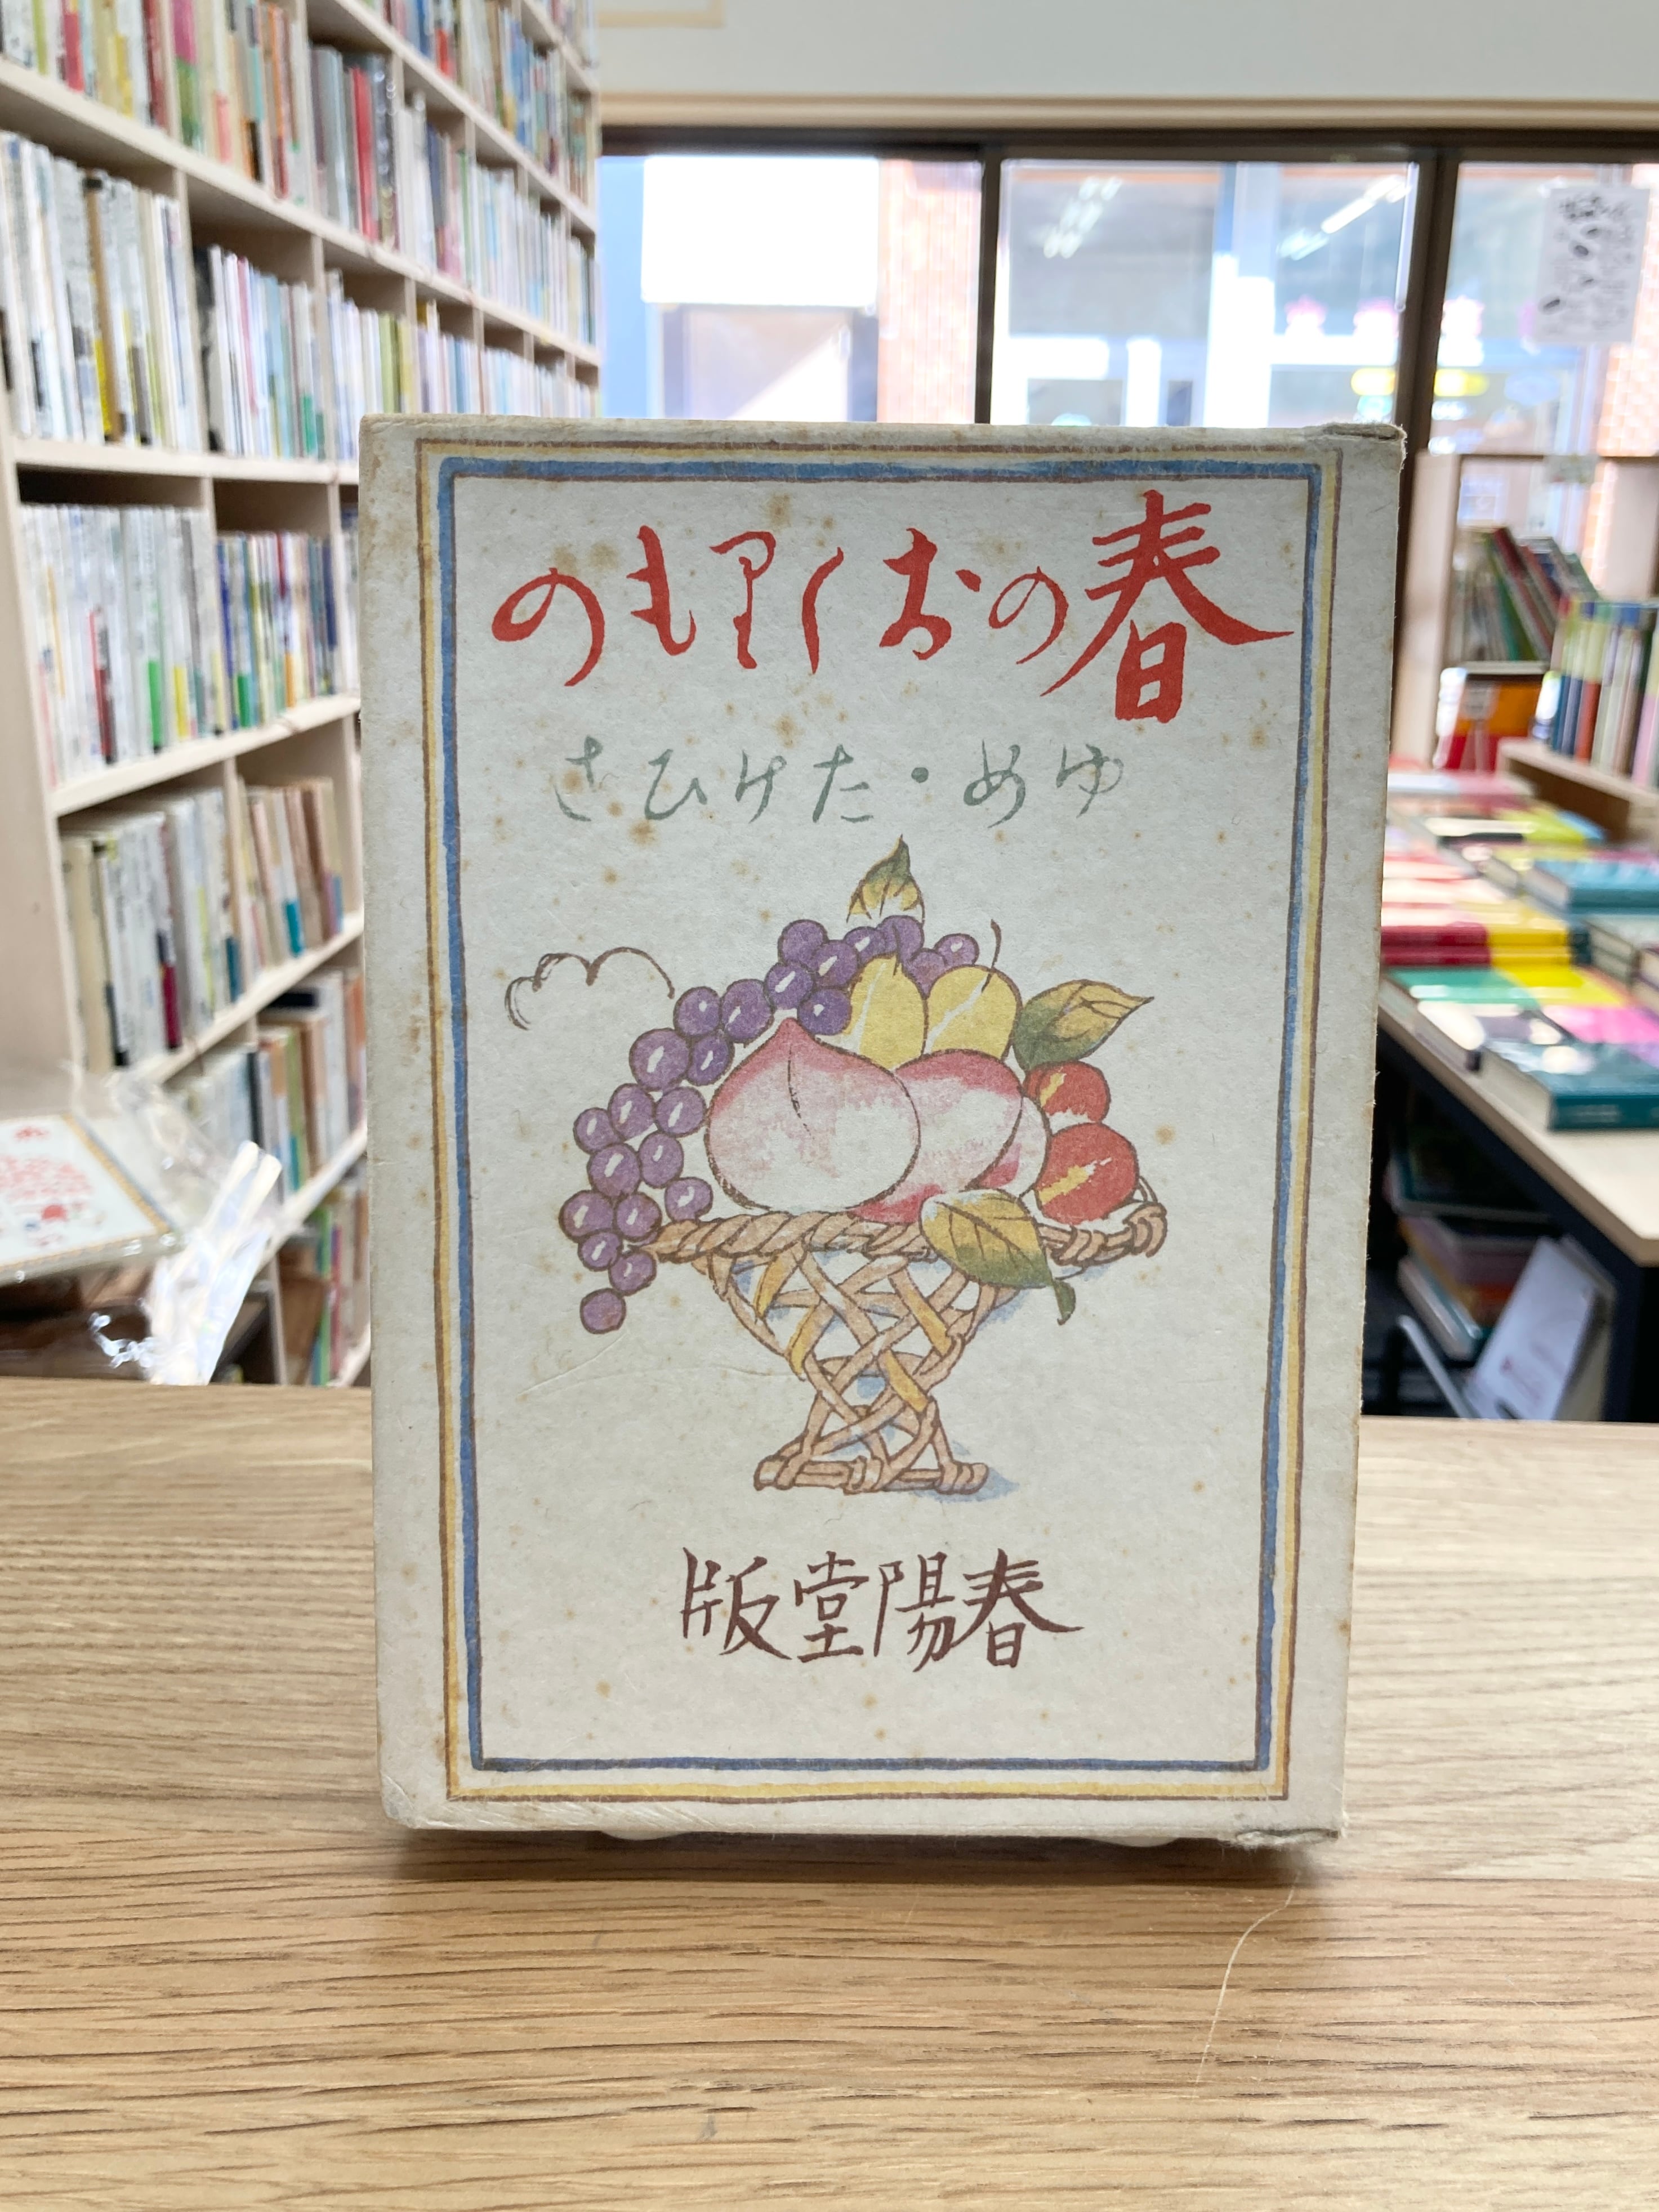 春のおくりもの
ゆめ・たけひさ
春陽堂版